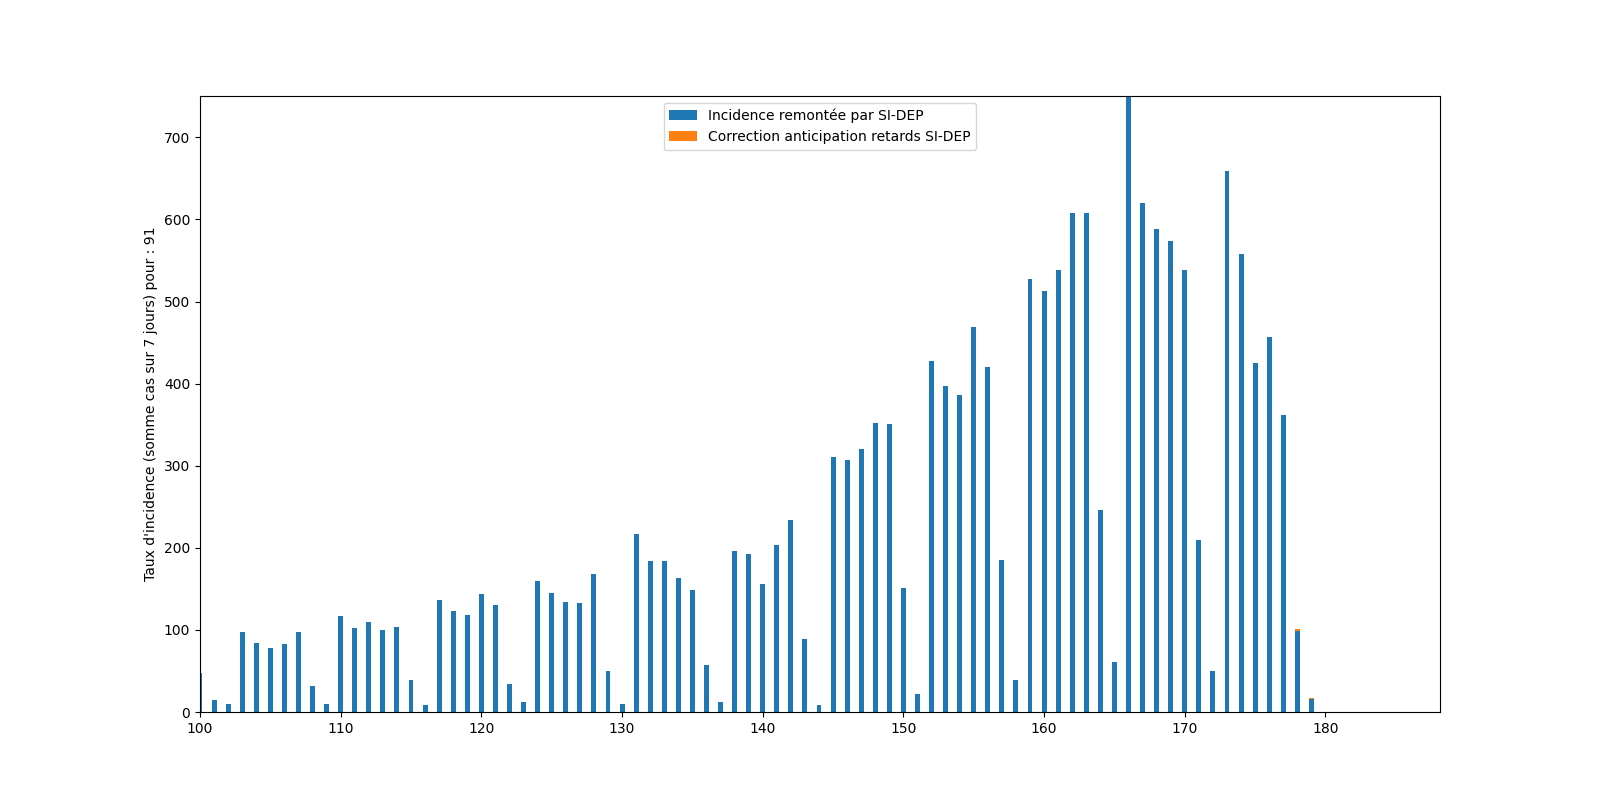 Incidence remontée par SI-DEP
Correction anticipation retards SI-DEP
Taux d'incidence (somme cas sur 7 jours) pour : 91
700
600
500
400
300
200
100
0
100 110 120 130 140 150 160 170 180